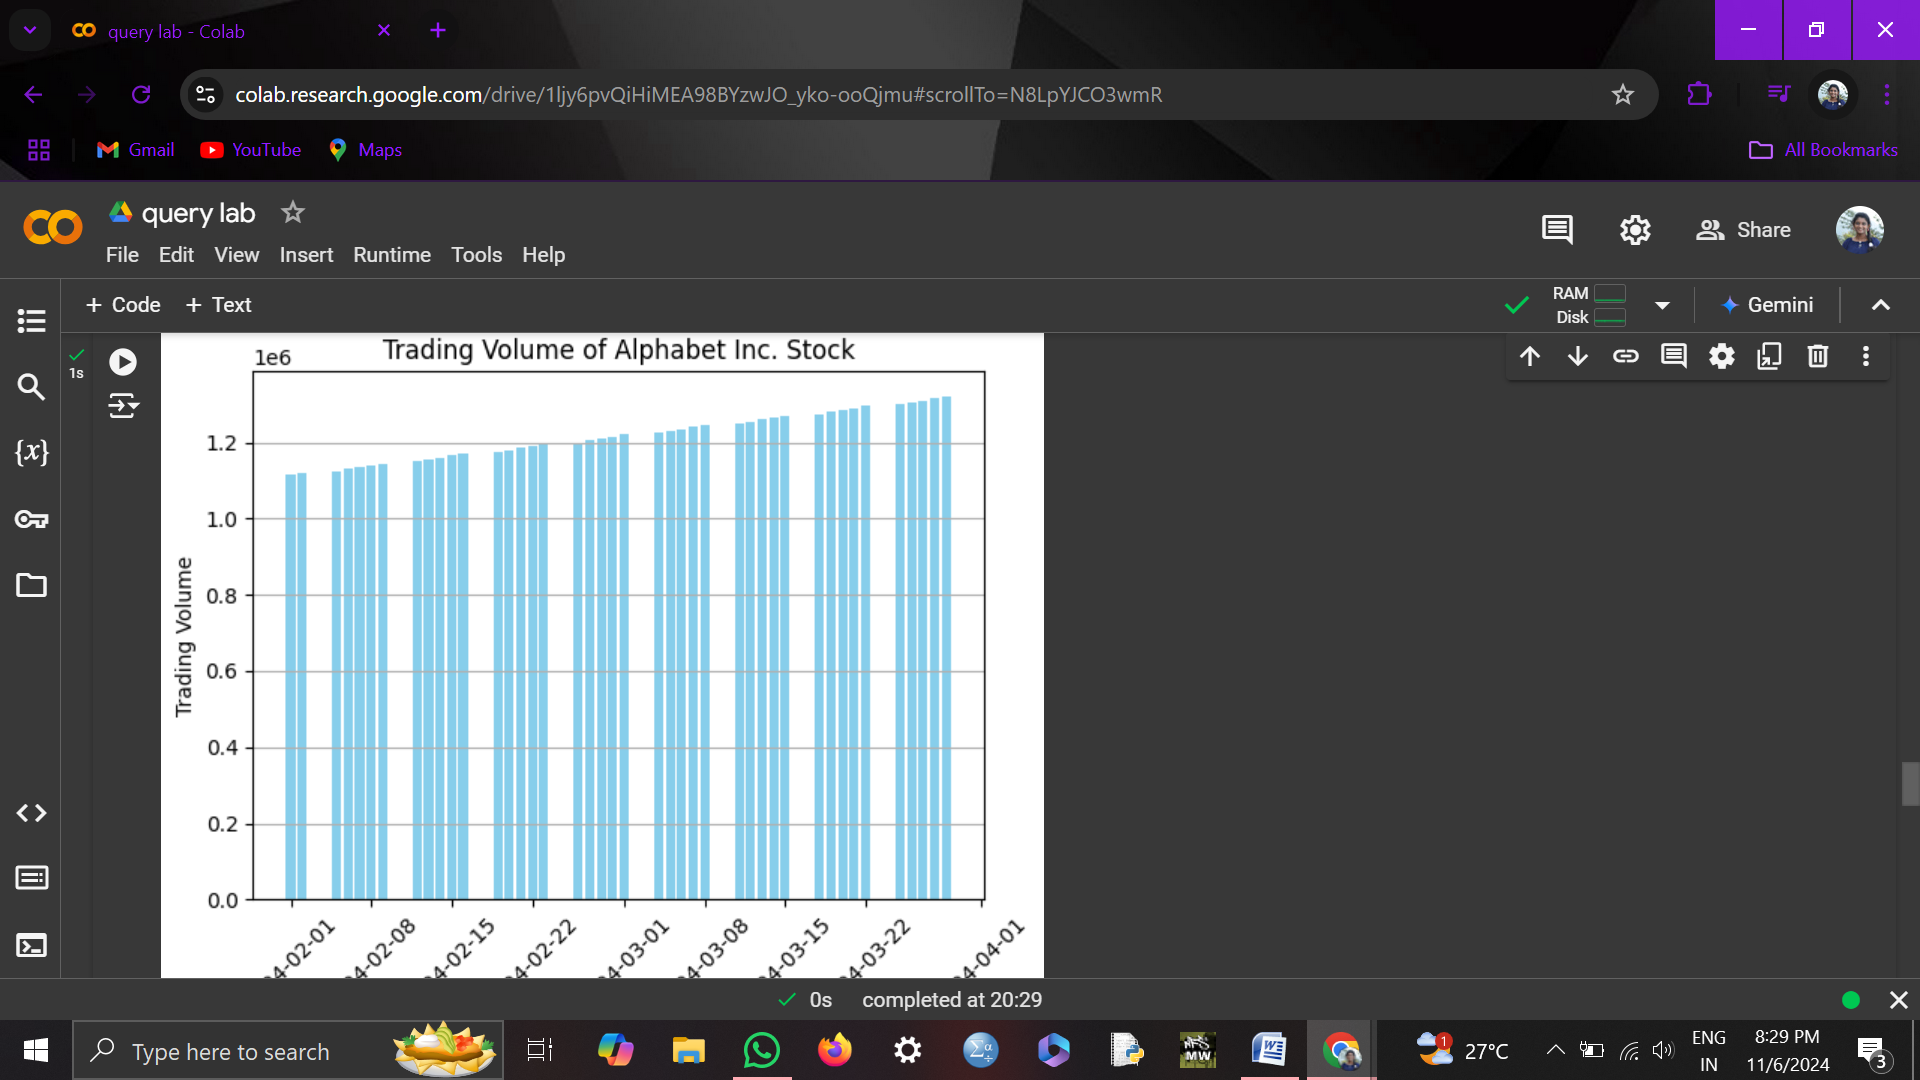 query lab - Colab
colab.research.google.com/drive/1ljy6pvQiHiMEA98BYzwJO_yko-ooQjmu#scrollTo=N8LpYJCO3wmR
Gmail YouTube Maps All Bookmarks
query lab
Share
File Edit View Insert Runtime Tools Help
+ Code + Text
RAM
Disk
Gemini
1s
Trading Volume of Alphabet Inc. Stock
1e6
1.2
1.0
0.8
0.6
0.4
0.2
0.0
Trading Volume
4-02-01 4-02-08 4-02-15 4-02-22 4-03-01 4-03-08 4-03-15 4-03-22 4-04-01
{x}
0s completed at 20:29
Type here to search
Σα
MW
1
27°C
ENG
IN
8:29 PM
11/6/2024
3